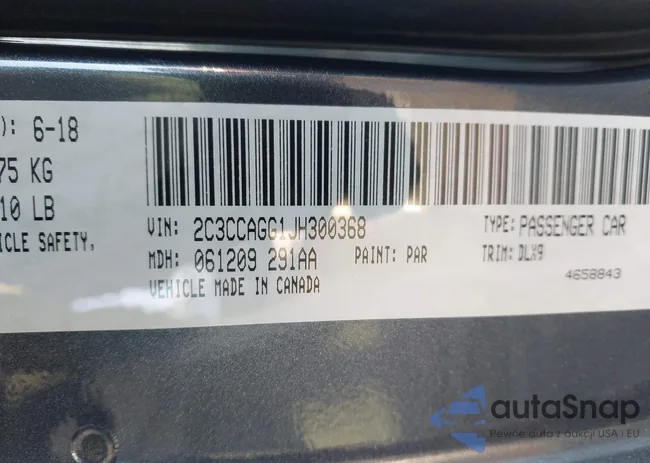 ): 6-18
75 KG
10 LB
ICLE SAFETY,
VIN: 2C3CCAGG1JH300368
TYPE: PASSENGER CAR
MDH: 061209 291AA
PAINT: PAR
TRIM: DLX9
VEHICLE MADE IN CANADA
4658843
autaSnap
Pewne auta z aukcji USA i EU